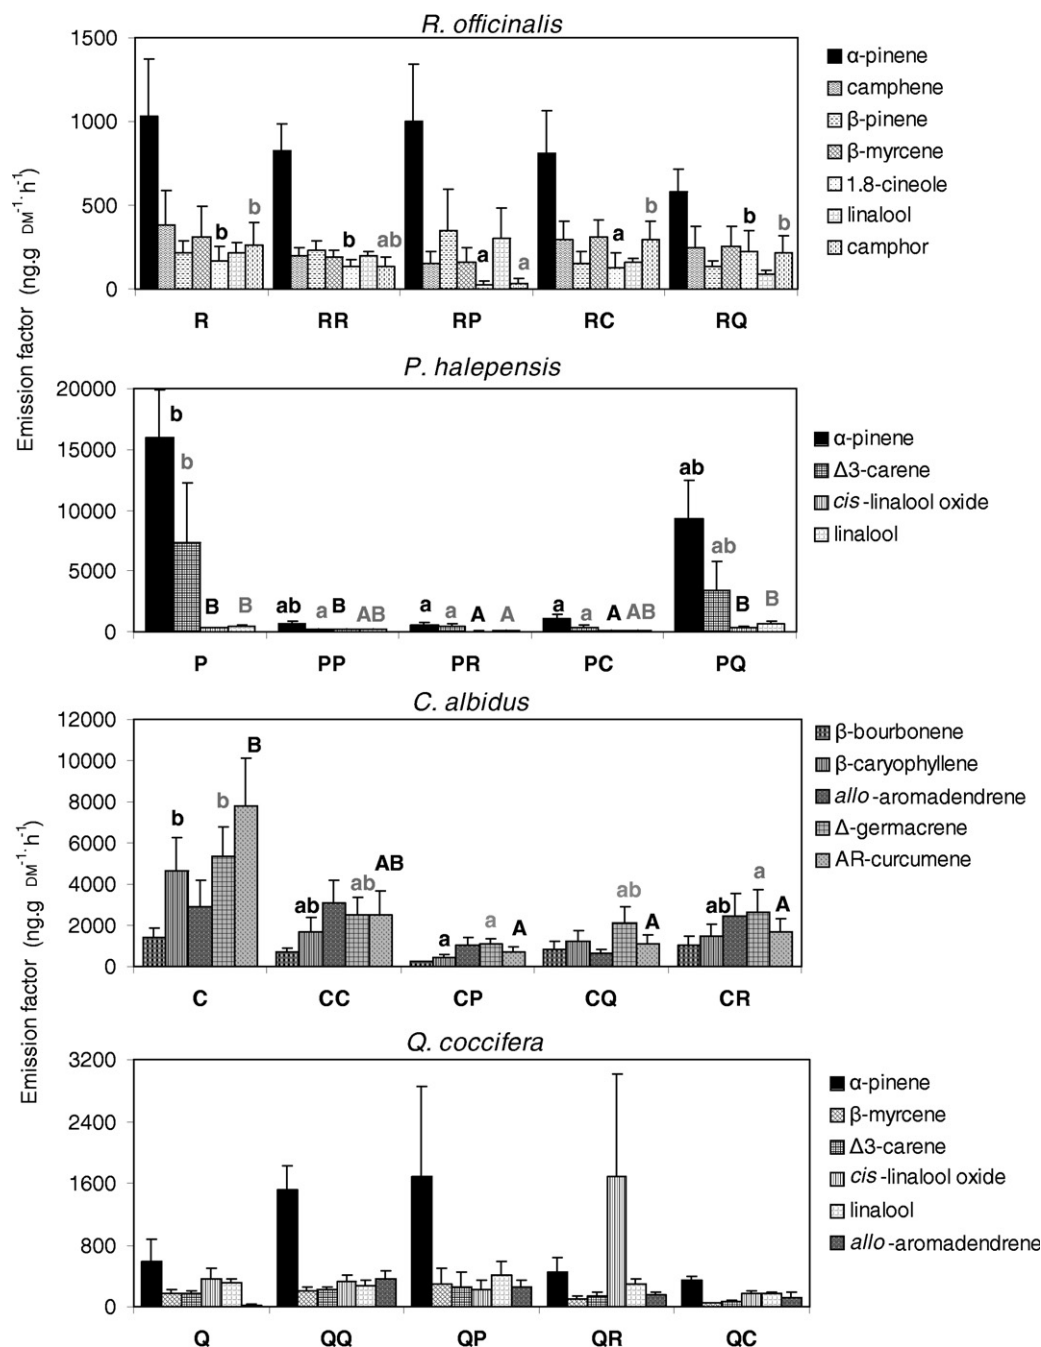 R. officinalis
1500
1000
500
0
b b
b ab
a a
a b
b b
R RR RP RC RQ
α-pinene
camphene
β-pinene
β-myrcene
1.8-cineole
linalool
camphor
Emission factor (ng.g DM⁻¹·h⁻¹)
P. halepensis
20000
15000
10000
5000
0
b b B B
ab a B AB
a a A A
a a A AB
ab ab B B
P PP PR PC PQ
α-pinene
Δ3-carene
cis-linalool oxide
linalool
C. albidus
12000
10000
8000
6000
4000
2000
0
b b B
ab ab AB
a a A
ab A
ab a A
C CC CP CQ CR
β-bourbonene
β-caryophyllene
allo-aromadendrene
Δ-germacrene
AR-curcumene
Emission factor (ng.g DM⁻¹·h⁻¹)
Q. coccifera
3200
2400
1600
800
0
Q QQ QP QR QC
α-pinene
β-myrcene
Δ3-carene
cis-linalool oxide
linalool
allo-aromadendrene